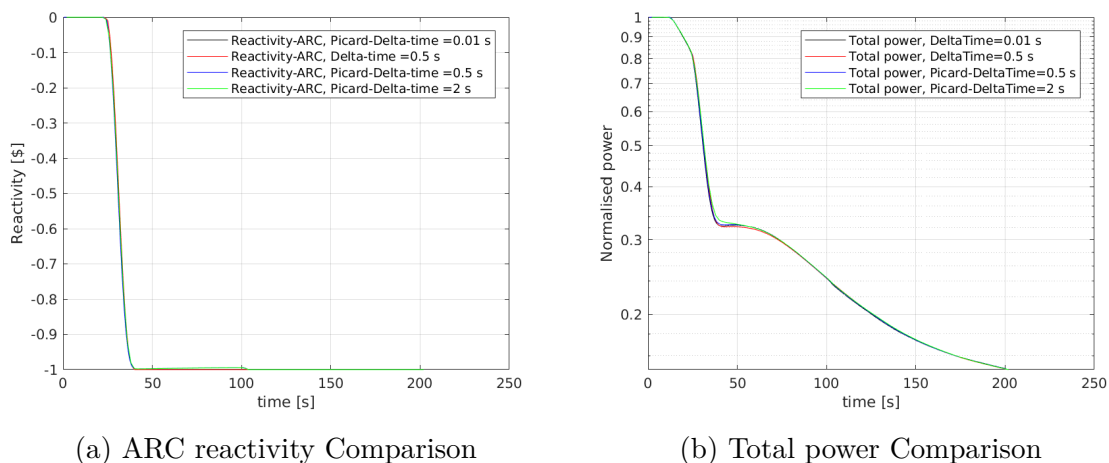 0
-0.1
-0.2
-0.3
-0.4
-0.5
-0.6
-0.7
-0.8
-0.9
-1
Reactivity [$]
Reactivity-ARC, Picard-Delta-time =0.01 s
Reactivity-ARC, Delta-time =0.5 s
Reactivity-ARC, Picard-Delta-time =0.5 s
Reactivity-ARC, Picard-Delta-time =2 s
0 50 100 150 200 250
time [s]
(a) ARC reactivity Comparison
1
0.9
0.8
0.7
0.6
0.5
0.4
0.3
0.2
Normalised power
Total power, DeltaTime=0.01 s
Total power, DeltaTime=0.5 s
Total power, Picard-DeltaTime=0.5 s
Total power, Picard-DeltaTime=2 s
0 50 100 150 200 250
time [s]
(b) Total power Comparison